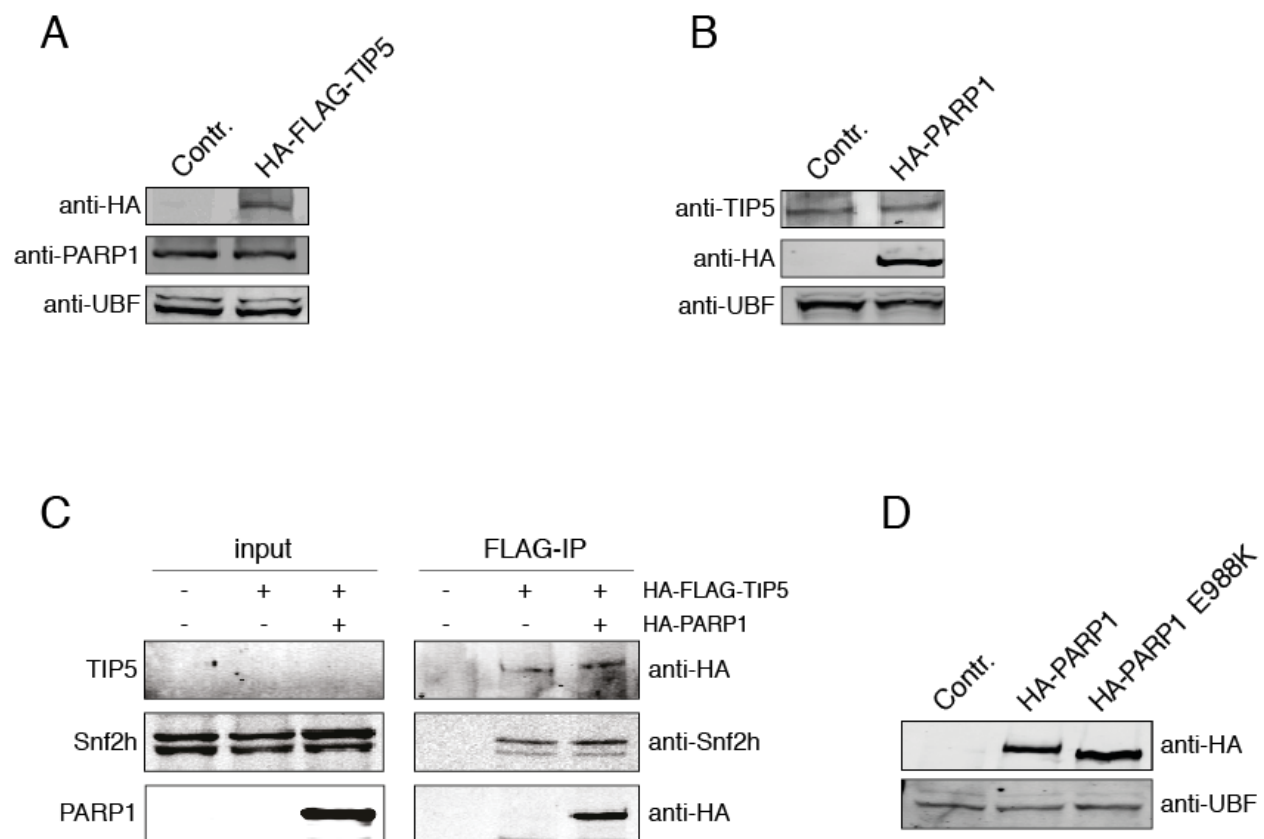 A
Contr.
HA-FLAG-TIP5
anti-HA
anti-PARP1
anti-UBF
B
Contr.
HA-PARP1
anti-TIP5
anti-HA
anti-UBF
C
input
FLAG-IP
- + + - + + HA-FLAG-TIP5
- - + - - + HA-PARP1
TIP5 anti-HA
Snf2h anti-Snf2h
PARP1 anti-HA
D
Contr.
HA-PARP1
HA-PARP1 E988K
anti-HA
anti-UBF